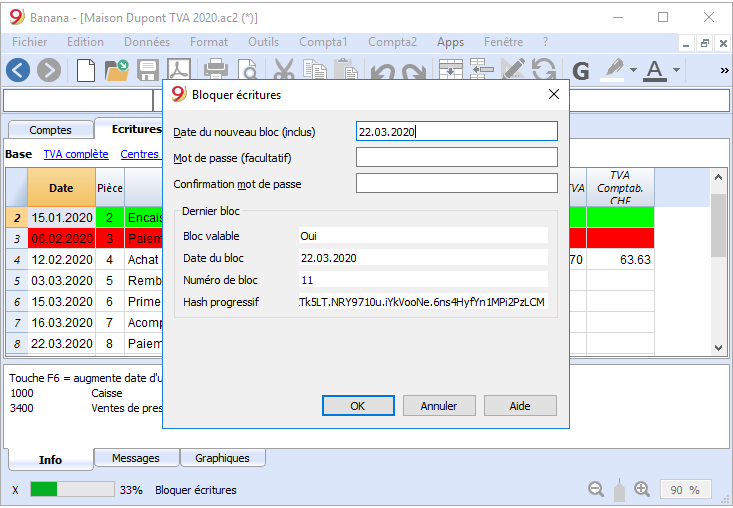 Banana - [Maison Dupont TVA 2020.ac2 (*)]
Fichier Edition Données Format Outils Compta1 Compta2 Apps Fenêtre ?
G A »
Comptes Ecritures
Base TVA complète Centres
Date Pièce TVA TVA Comptab. CHF
2 15.01.2020 2 Encais
3 06.02.2020 3 Paiem
4 12.02.2020 4 Achat 70 63.63
5 03.03.2020 5 Remb
6 15.03.2020 6 Prime
7 16.03.2020 7 Acomp
8 22.03.2020 8 Paiem
Bloquer écritures
Date du nouveau bloc (inclus) 22.03.2020
Mot de passe (facultatif)
Confirmation mot de passe
Dernier bloc
Bloc valable Oui
Date du bloc 22.03.2020
Numéro de bloc 11
Hash progressif .Tk5LT.NRY9710u.iYkVooNe.6ns4HyfYn1MPi2PzLCM
OK Annuler Aide
Touche F6 = augmente date d'u
1000 Caisse
3400 Ventes de pres
Info Messages Graphiques
X 33% Bloquer écritures 90 %